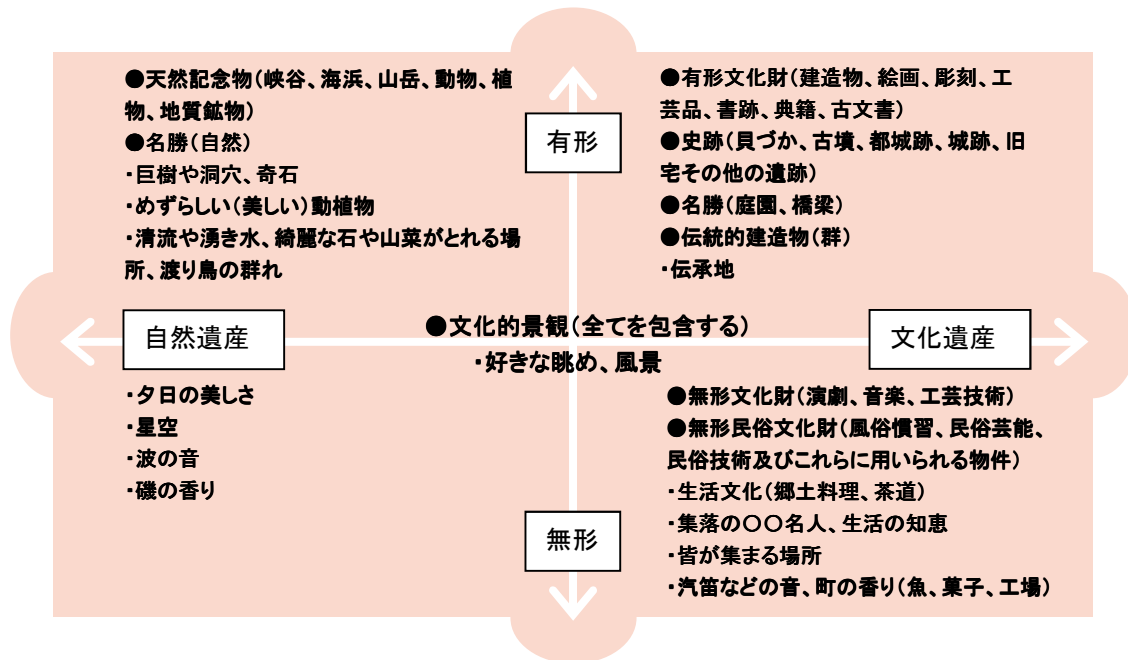 ●天然記念物(峡谷、海浜、山岳、動物、植
物、地質鉱物)
●名勝(自然)
・巨樹や洞穴、奇石
・めずらしい(美しい)動植物
・清流や湧き水、綺麗な石や山菜がとれる場
所、渡り鳥の群れ
有形
●有形文化財(建造物、絵画、彫刻、工
芸品、書跡、典籍、古文書)
●史跡(貝づか、古墳、都城跡、城跡、旧
宅その他の遺跡)
●名勝(庭園、橋梁)
●伝統的建造物(群)
・伝承地
自然遺産
●文化的景観(全てを包含する)
・好きな眺め、風景
文化遺産
・夕日の美しさ
・星空
・波の音
・磯の香り
無形
●無形文化財(演劇、音楽、工芸技術)
●無形民俗文化財(風俗慣習、民俗芸能、
民俗技術及びこれらに用いられる物件)
・生活文化(郷土料理、茶道)
・集落の〇〇名人、生活の知恵
・皆が集まる場所
・汽笛などの音、町の香り(魚、菓子、工場)